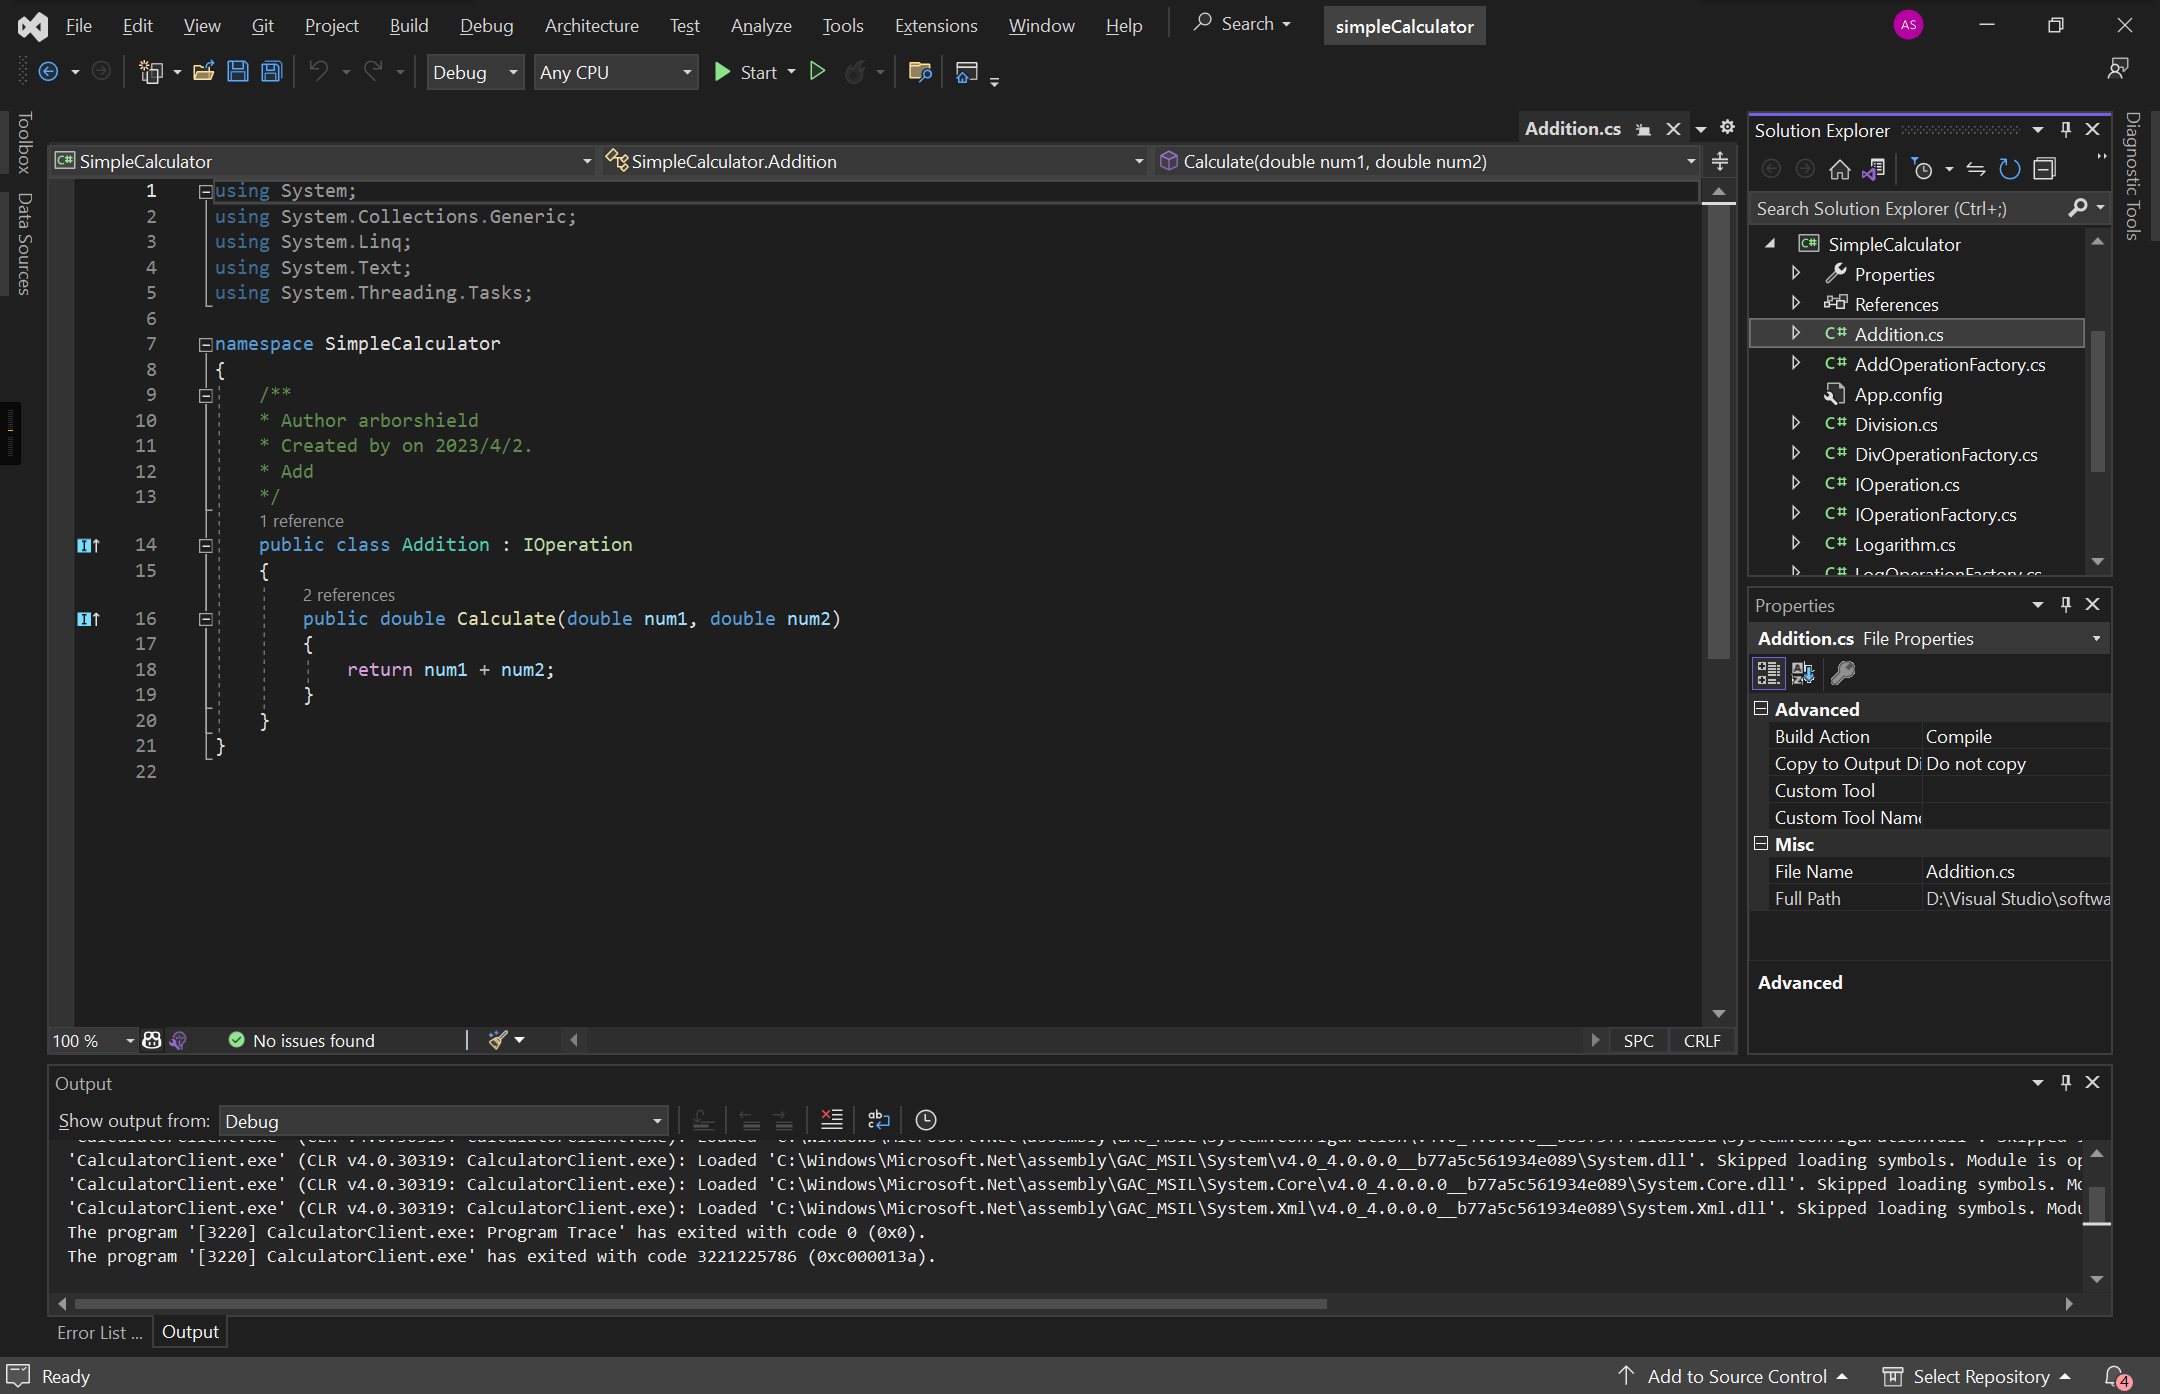 File Edit View Git Project Build Debug Architecture Test Analyze Tools Extensions Window Help Search simpleCalculator AS
Debug Any CPU Start
Toolbox
Data Sources
Addition.cs
SimpleCalculator SimpleCalculator.Addition Calculate(double num1, double num2)
1 using System;
2 using System.Collections.Generic;
3 using System.Linq;
4 using System.Text;
5 using System.Threading.Tasks;
6
7 namespace SimpleCalculator
8 {
9 /**
10 * Author arborshield
11 * Created by on 2023/4/2.
12 * Add
13 */
1 reference
14 public class Addition : IOperation
15 {
2 references
16 public double Calculate(double num1, double num2)
17 {
18 return num1 + num2;
19 }
20 }
21 }
22
100 % No issues found SPC CRLF
Solution Explorer
Search Solution Explorer (Ctrl+;)
C# SimpleCalculator
Properties
References
C# Addition.cs
C# AddOperationFactory.cs
App.config
C# Division.cs
C# DivOperationFactory.cs
C# IOperation.cs
C# IOperationFactory.cs
C# Logarithm.cs
C# LogOperationFactory.cs
Diagnostic Tools
Properties
Addition.cs File Properties
Advanced
Build Action Compile
Copy to Output Di Do not copy
Custom Tool
Custom Tool Name
Misc
File Name Addition.cs
Full Path D:\Visual Studio\softwa
Advanced
Output
Show output from: Debug
'CalculatorClient.exe' (CLR v4.0.30319: CalculatorClient.exe): Loaded 'C:\Windows\Microsoft.Net\assembly\GAC_MSIL\System\v4.0_4.0.0.0__b77a5c561934e089\System.dll'. Skipped loading symbols. Module is op
'CalculatorClient.exe' (CLR v4.0.30319: CalculatorClient.exe): Loaded 'C:\Windows\Microsoft.Net\assembly\GAC_MSIL\System.Core\v4.0_4.0.0.0__b77a5c561934e089\System.Core.dll'. Skipped loading symbols. Mo
'CalculatorClient.exe' (CLR v4.0.30319: CalculatorClient.exe): Loaded 'C:\Windows\Microsoft.Net\assembly\GAC_MSIL\System.Xml\v4.0_4.0.0.0__b77a5c561934e089\System.Xml.dll'. Skipped loading symbols. Modu
The program '[3220] CalculatorClient.exe: Program Trace' has exited with code 0 (0x0).
The program '[3220] CalculatorClient.exe' has exited with code 3221225786 (0xc000013a).
Error List ... Output
Ready Add to Source Control Select Repository 4